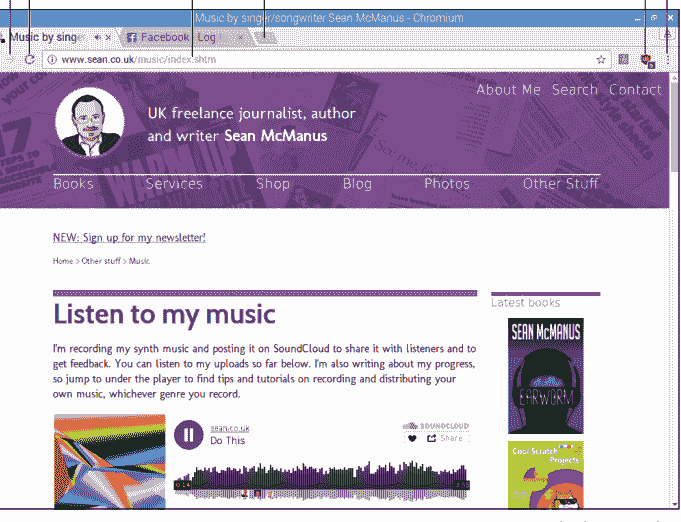 Music by singer/songwriter Sean McManus - Chromium
Music by singer
Facebook - Log
www.sean.co.uk/music/index.shtm
About Me Search Contact
UK freelance journalist, author
and writer Sean McManus
Books Services Shop Blog Photos Other Stuff
NEW: Sign up for my newsletter!
Home > Other stuff > Music
Listen to my music
Latest books
I'm recording my synth music and posting it on SoundCloud to share it with listeners and to
get feedback. You can listen to my uploads so far below. I'm also writing about my progress,
so jump to under the player to find tips and tutorials on recording and distributing your
own music, whichever genre you record.
SEAN McMANUS
EARWORM
sean.co.uk
Do This
SOUNDCLOUD
Share
0:14
Cool Scratch
Projects